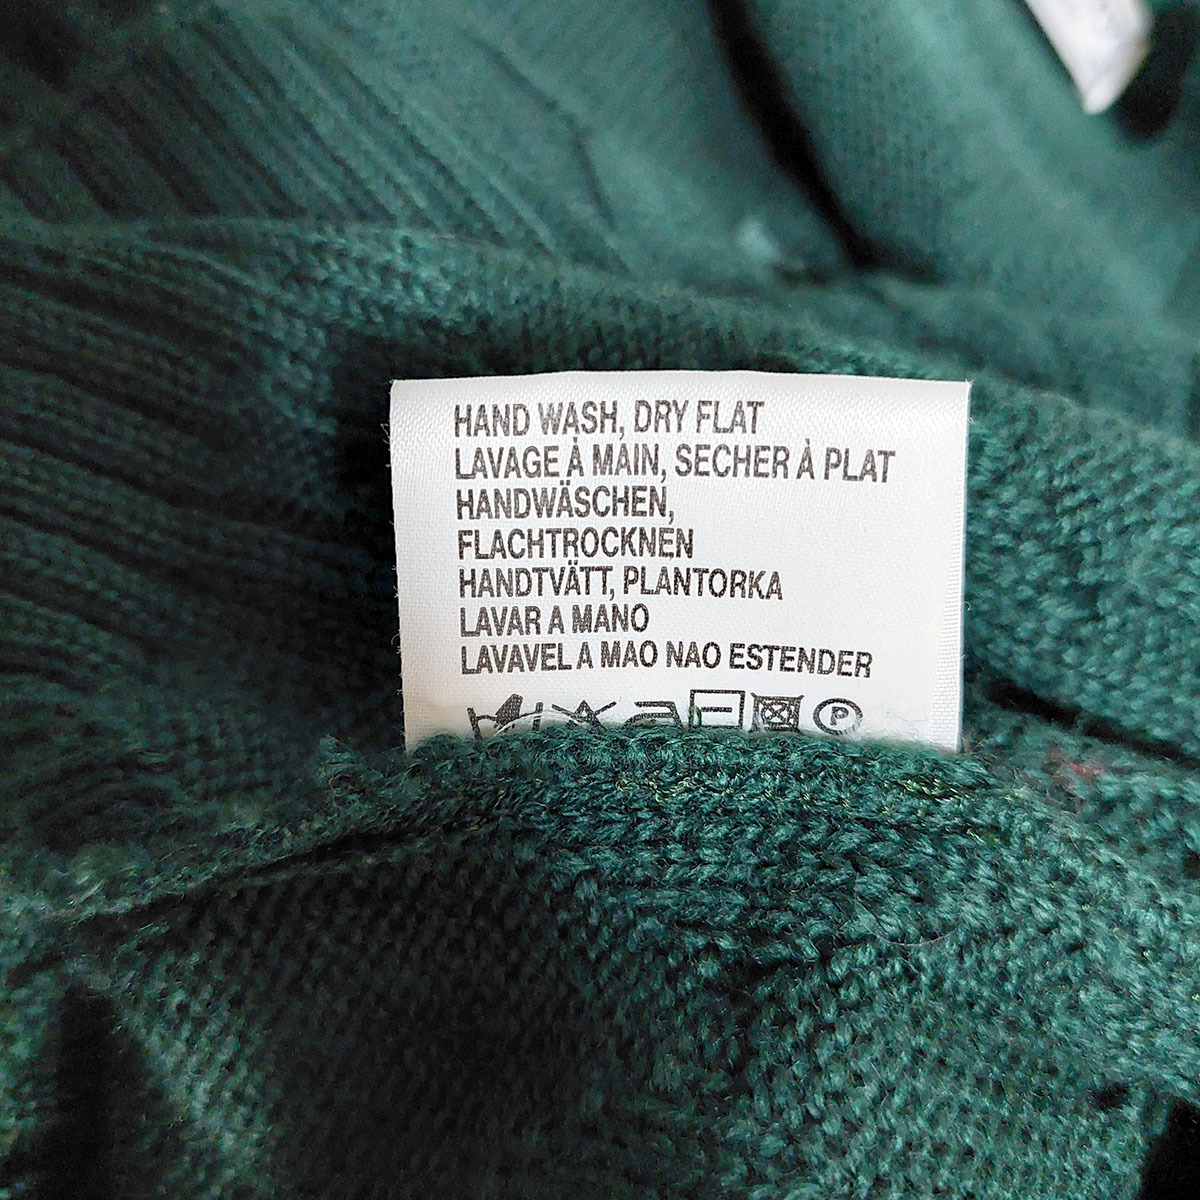 HAND WASH, DRY FLAT
LAVAGE À MAIN, SECHER À PLAT
HANDWÄSCHEN,
FLACHTROCKNEN
HANDTVÄTT, PLANTORKA
LAVAR A MANO
LAVAVEL A MAO NAO ESTENDER
P